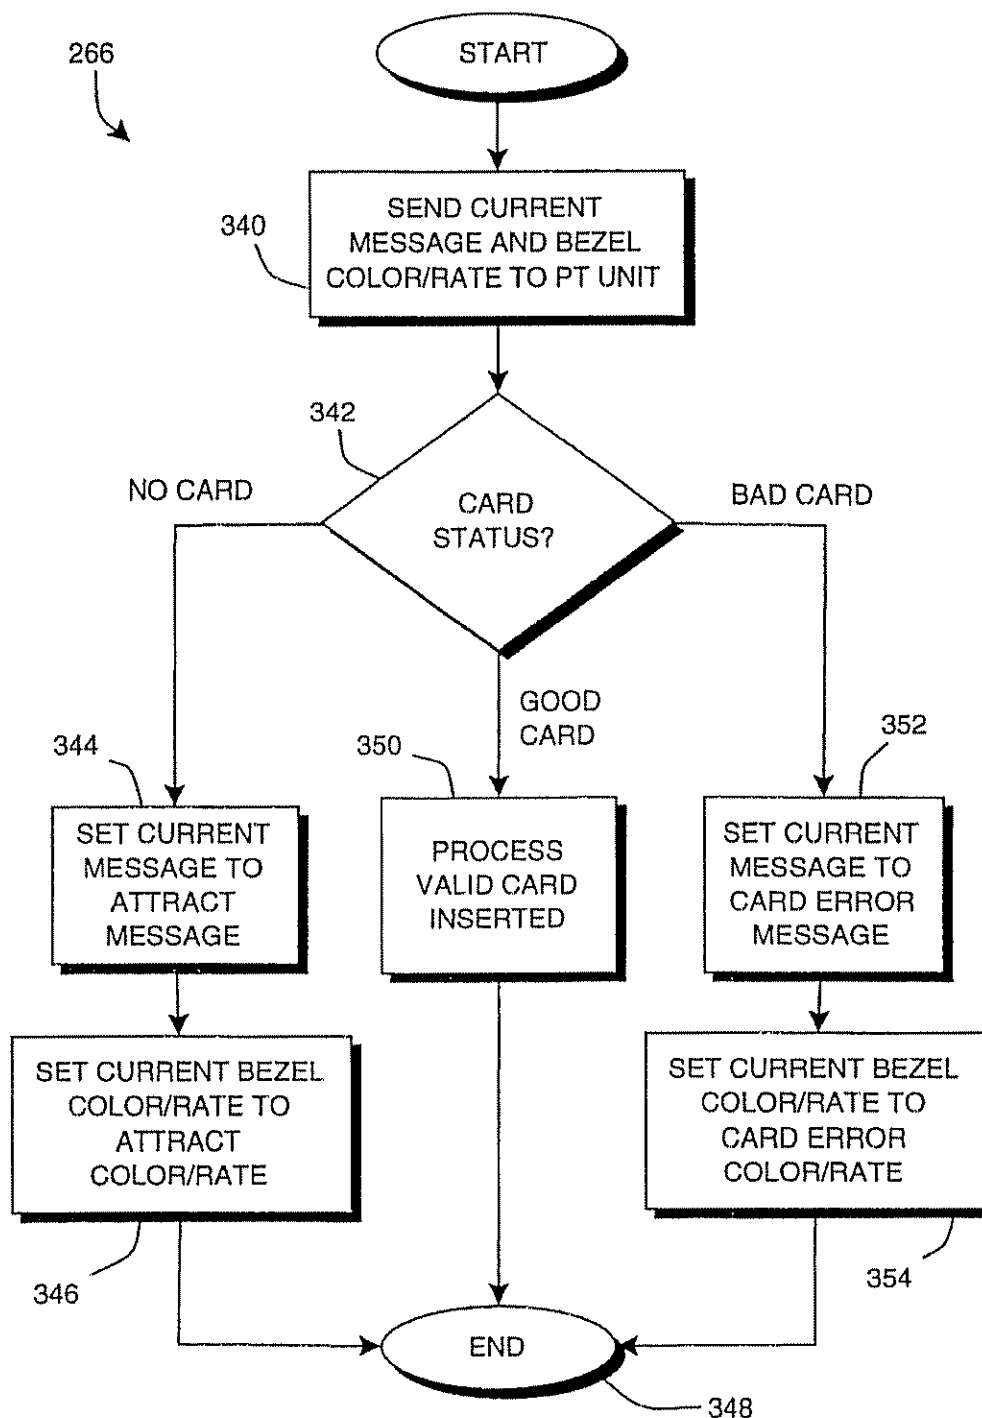 START
266
SEND CURRENT
MESSAGE AND BEZEL
COLOR/RATE TO PT UNIT
340
342
NO CARD
CARD
STATUS?
BAD CARD
GOOD
CARD
344
350
352
SET CURRENT
MESSAGE TO
ATTRACT
MESSAGE
PROCESS
VALID CARD
INSERTED
SET CURRENT
MESSAGE TO
CARD ERROR
MESSAGE
SET CURRENT BEZEL
COLOR/RATE TO
ATTRACT
COLOR/RATE
SET CURRENT BEZEL
COLOR/RATE TO
CARD ERROR
COLOR/RATE
346
354
END
348